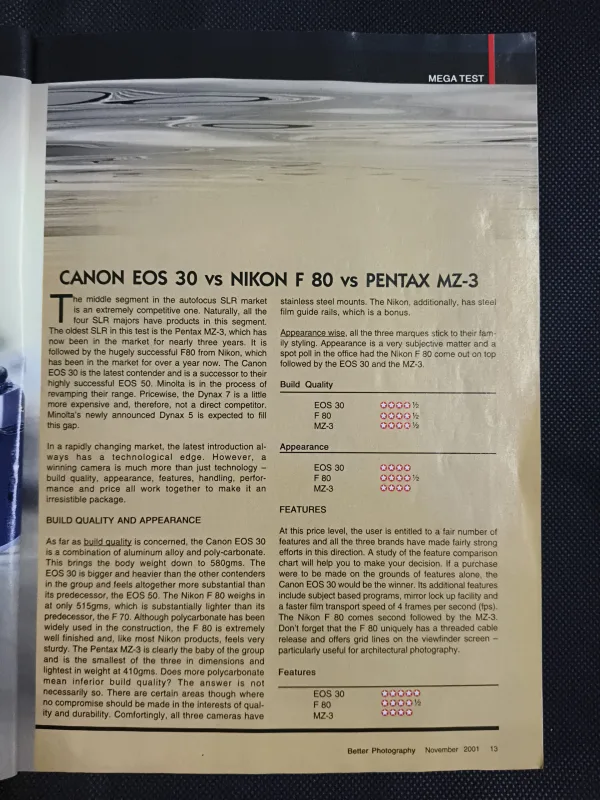 MEGA TEST
CANON EOS 30 vs NIKON F 80 vs PENTAX MZ-3
The middle segment in the autofocus SLR market
is an extremely competitive one. Naturally, all the
four SLR majors have products in this segment.
The oldest SLR in this test is the Pentax MZ-3, which has
now been in the market for nearly three years. It is
followed by the hugely successful F80 from Nikon, which
has been in the market for over a year now. The Canon
EOS 30 is the latest contender and is a successor to their
highly successful EOS 50. Minolta is in the process of
revamping their range. Pricewise, the Dynax 7 is a little
more expensive and, therefore, not a direct competitor.
Minolta's newly announced Dynax 5 is expected to fill
this gap.
In a rapidly changing market, the latest introduction al-
ways has a technological edge. However, a
winning camera is much more than just technology –
build quality, appearance, features, handling, perfor-
mance and price all work together to make it an
irresistible package.
BUILD QUALITY AND APPEARANCE
As far as build quality is concerned, the Canon EOS 30
is a combination of aluminum alloy and poly-carbonate.
This brings the body weight down to 580gms. The
EOS 30 is bigger and heavier than the other contenders
in the group and feels altogether more substantial than
its predecessor, the EOS 50. The Nikon F 80 weighs in
at only 515gms, which is substantially lighter than its
predecessor, the F 70. Although polycarbonate has been
widely used in the construction, the F 80 is extremely
well finished and, like most Nikon products, feels very
sturdy. The Pentax MZ-3 is clearly the baby of the group
and is the smallest of the three in dimensions and
lightest in weight at 410gms. Does more polycarbonate
mean inferior build quality? The answer is not
necessarily so. There are certain areas though where
no compromise should be made in the interests of qual-
ity and durability. Comfortingly, all three cameras have
stainless steel mounts. The Nikon, additionally, has steel
film guide rails, which is a bonus.
Appearance wise, all the three marques stick to their fam-
ily styling. Appearance is a very subjective matter and a
spot poll in the office had the Nikon F 80 come out on top
followed by the EOS 30 and the MZ-3.
Build Quality
EOS 30 ✪✪✪✪½
F 80 ✪✪✪✪½
MZ-3 ✪✪✪✪½
Appearance
EOS 30 ✪✪✪✪
F 80 ✪✪✪✪½
MZ-3 ✪✪✪✪
FEATURES
At this price level, the user is entitled to a fair number of
features and all the three brands have made fairly strong
efforts in this direction. A study of the feature comparison
chart will help you to make your decision. If a purchase
were to be made on the grounds of features alone, the
Canon EOS 30 would be the winner. Its additional features
include subject based programs, mirror lock up facility and
a faster film transport speed of 4 frames per second (fps).
The Nikon F 80 comes second followed by the MZ-3.
Don't forget that the F 80 uniquely has a threaded cable
release and offers grid lines on the viewfinder screen –
particularly useful for architectural photography.
Features
EOS 30 ✪✪✪✪✪
F 80 ✪✪✪✪½
MZ-3 ✪✪✪✪
Better Photography November 2001 13